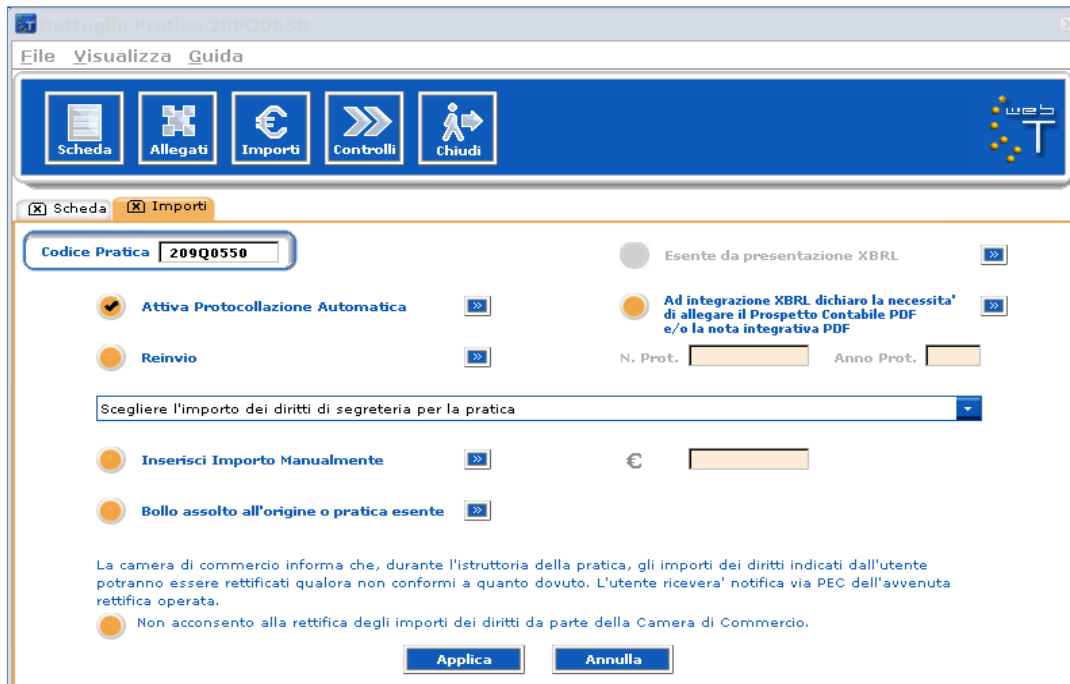 Dettaglio Pratica 209Q0550
File Visualizza Guida
Scheda Allegati Importi Controlli Chiudi
web T
Scheda Importi
Codice Pratica 209Q0550
Esente da presentazione XBRL
Attiva Protocollazione Automatica
Ad integrazione XBRL dichiaro la necessita'
di allegare il Prospetto Contabile PDF
e/o la nota integrativa PDF
Reinvio
N. Prot. Anno Prot.
Scegliere l'importo dei diritti di segreteria per la pratica
Inserisci Importo Manualmente
€
Bollo assolto all'origine o pratica esente
La camera di commercio informa che, durante l'istruttoria della pratica, gli importi dei diritti indicati dall'utente
potranno essere rettificati qualora non conformi a quanto dovuto. L'utente ricevera' notifica via PEC dell'avvenuta
rettifica operata.
Non acconsento alla rettifica degli importi dei diritti da parte della Camera di Commercio.
Applica Annulla